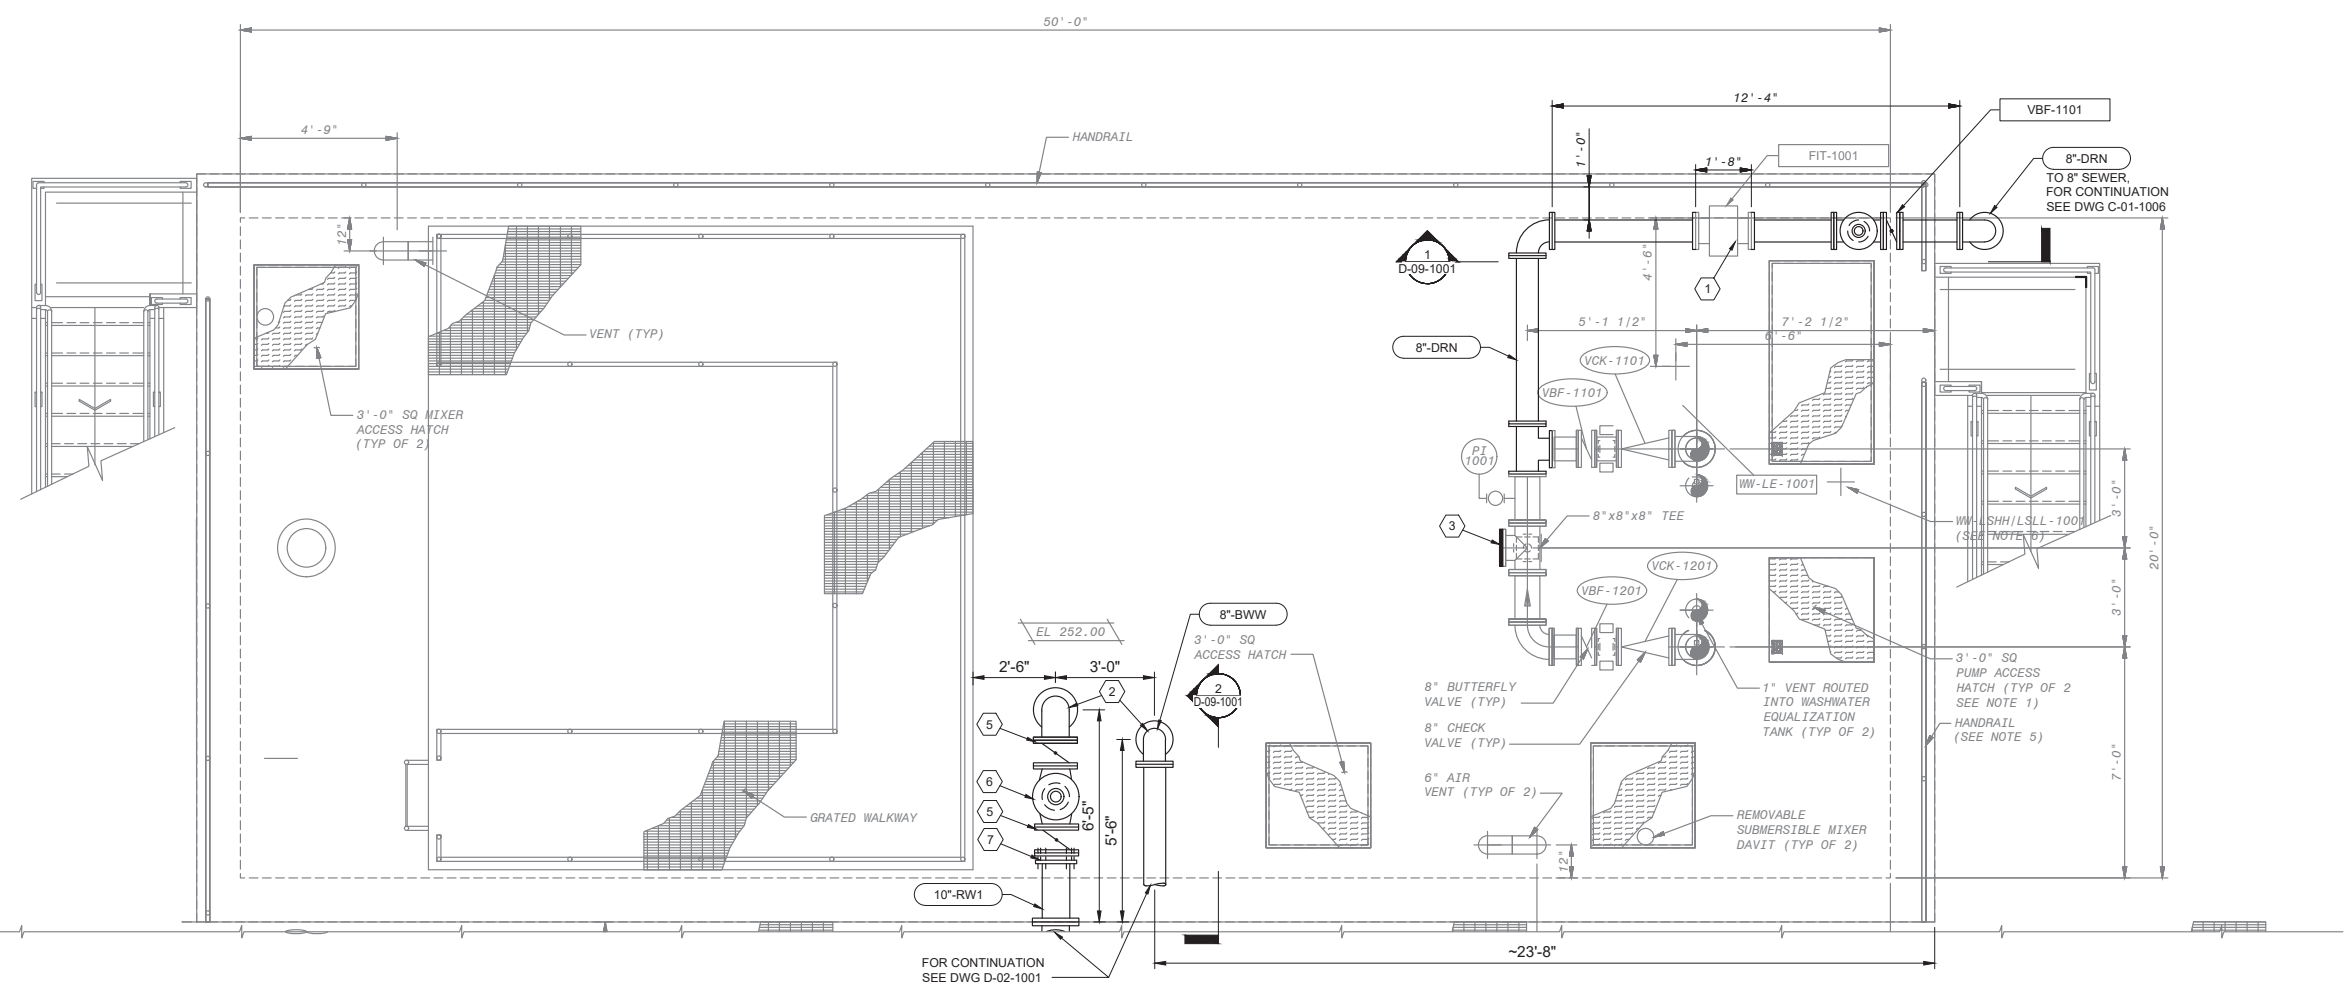 50'-0"
12'-4"
VBF-1101
4'-9"
HANDRAIL
1'-0"
1'-8"
FIT-1001
8"-DRN
TO 8" SEWER,
FOR CONTINUATION
SEE DWG C-01-1006
12"
1
D-09-1001
4'-6"
1
VENT (TYP)
5'-1 1/2"
7'-2 1/2"
6'-6"
8"-DRN
VCK-1101
VBF-1101
3'-0" SQ MIXER
ACCESS HATCH
(TYP OF 2)
PI
1001
WW-LE-1001
3'-0"
3
8"x8"x8" TEE
WW-LSHH/LSLL-1001
(SEE NOTE 6)
20'-0"
VCK-1201
VBF-1201
3'-0"
8"-BWW
EL 252.00
3'-0" SQ
ACCESS HATCH
2'-6"
3'-0"
2
2
D-09-1001
3'-0" SQ
PUMP ACCESS
HATCH (TYP OF 2
SEE NOTE 1)
8" BUTTERFLY
VALVE (TYP)
1" VENT ROUTED
INTO WASHWATER
EQUALIZATION
TANK (TYP OF 2)
5
8" CHECK
VALVE (TYP)
HANDRAIL
(SEE NOTE 5)
7'-0"
6
6'-5"
5'-6"
6" AIR
VENT (TYP OF 2)
5
GRATED WALKWAY
REMOVABLE
SUBMERSIBLE MIXER
DAVIT (TYP OF 2)
7
12"
10"-RW1
~23'-8"
FOR CONTINUATION
SEE DWG D-02-1001